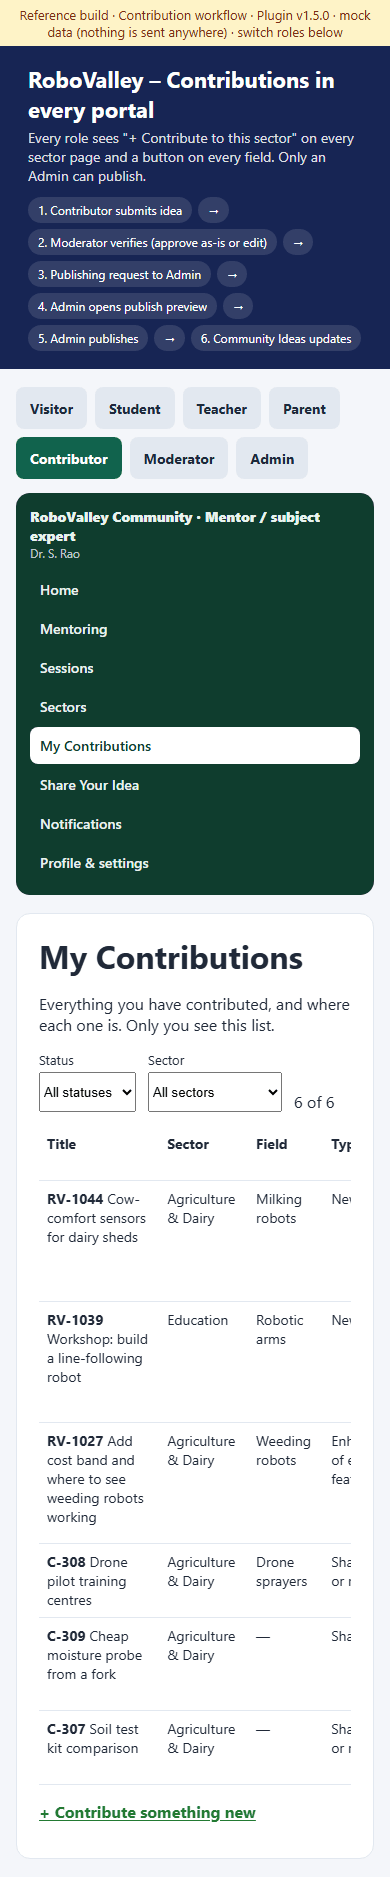 Reference build · Contribution workflow · Plugin v1.5.0 · mock
data (nothing is sent anywhere) · switch roles below
RoboValley – Contributions in
every portal
Every role sees "+ Contribute to this sector" on every
sector page and a button on every field. Only an
Admin can publish.
1. Contributor submits idea →
2. Moderator verifies (approve as-is or edit) →
3. Publishing request to Admin →
4. Admin opens publish preview →
5. Admin publishes → 6. Community Ideas updates
Visitor Student Teacher Parent
Contributor Moderator Admin
RoboValley Community · Mentor / subject
expert
Dr. S. Rao
Home
Mentoring
Sessions
Sectors
My Contributions
Share Your Idea
Notifications
Profile & settings
My Contributions
Everything you have contributed, and where
each one is. Only you see this list.
Status Sector
All statuses All sectors 6 of 6
Title Sector Field
RV-1044 Cow- Agriculture Milking
comfort sensors & Dairy robots
for dairy sheds
RV-1039 Education Robotic
Workshop: build arms
a line-following
robot
RV-1027 Add Agriculture Weeding
cost band and & Dairy robots of
where to see
weeding robots
working
C-308 Drone Agriculture Drone
pilot training & Dairy sprayers or
centres
C-309 Cheap Agriculture —
moisture probe & Dairy
from a fork
C-307 Soil test Agriculture —
kit comparison & Dairy or
+ Contribute something new